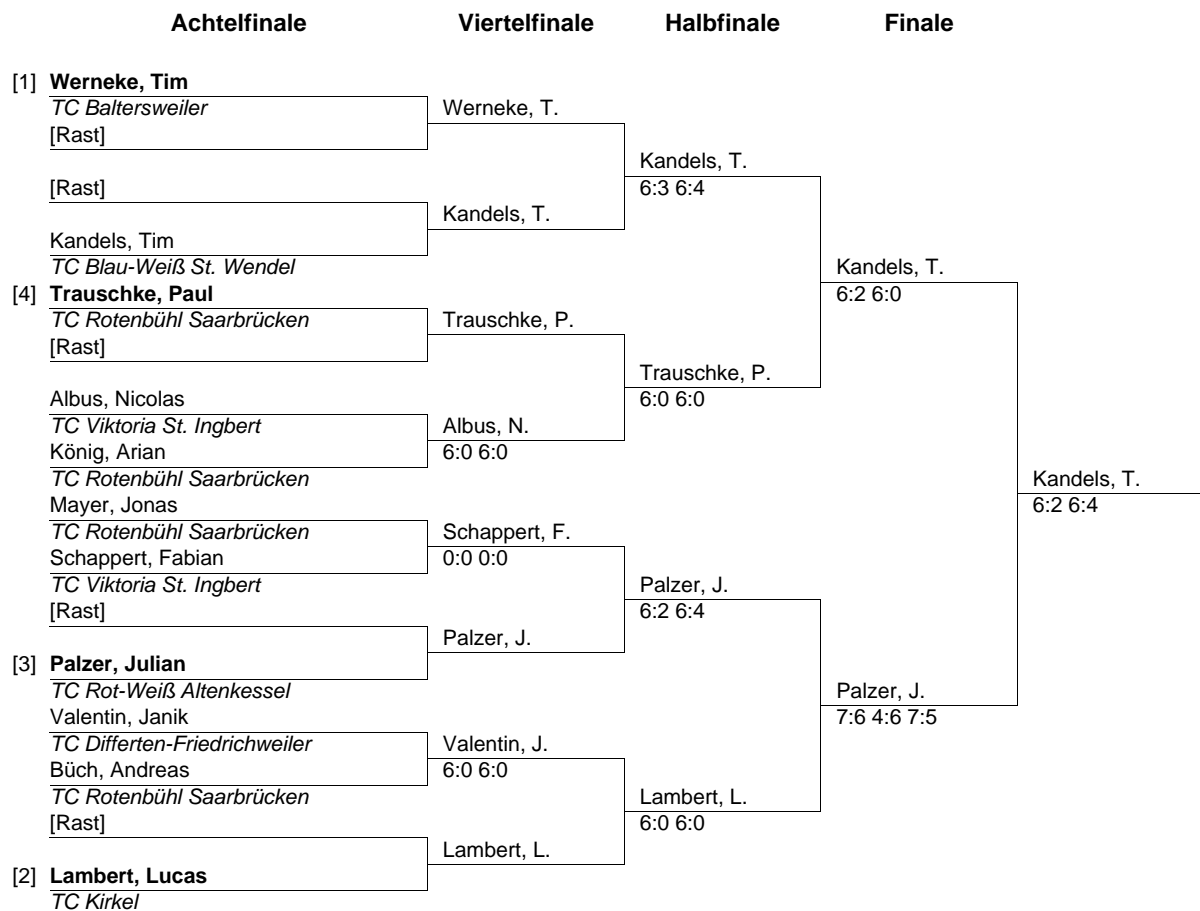 Achtelfinale Viertelfinale Halbfinale Finale
[1] Werneke, Tim
TC Baltersweiler Werneke, T.
[Rast]
Kandels, T.
[Rast] 6:3 6:4
Kandels, T.
Kandels, Tim
TC Blau-Weiß St. Wendel Kandels, T.
[4] Trauschke, Paul 6:2 6:0
TC Rotenbühl Saarbrücken Trauschke, P.
[Rast]
Trauschke, P.
Albus, Nicolas 6:0 6:0
TC Viktoria St. Ingbert Albus, N.
König, Arian 6:0 6:0
TC Rotenbühl Saarbrücken Kandels, T.
Mayer, Jonas 6:2 6:4
TC Rotenbühl Saarbrücken Schappert, F.
Schappert, Fabian 0:0 0:0
TC Viktoria St. Ingbert Palzer, J.
[Rast] 6:2 6:4
Palzer, J.
[3] Palzer, Julian
TC Rot-Weiß Altenkessel Palzer, J.
Valentin, Janik 7:6 4:6 7:5
TC Differten-Friedrichweiler Valentin, J.
Büch, Andreas 6:0 6:0
TC Rotenbühl Saarbrücken Lambert, L.
[Rast] 6:0 6:0
Lambert, L.
[2] Lambert, Lucas
TC Kirkel